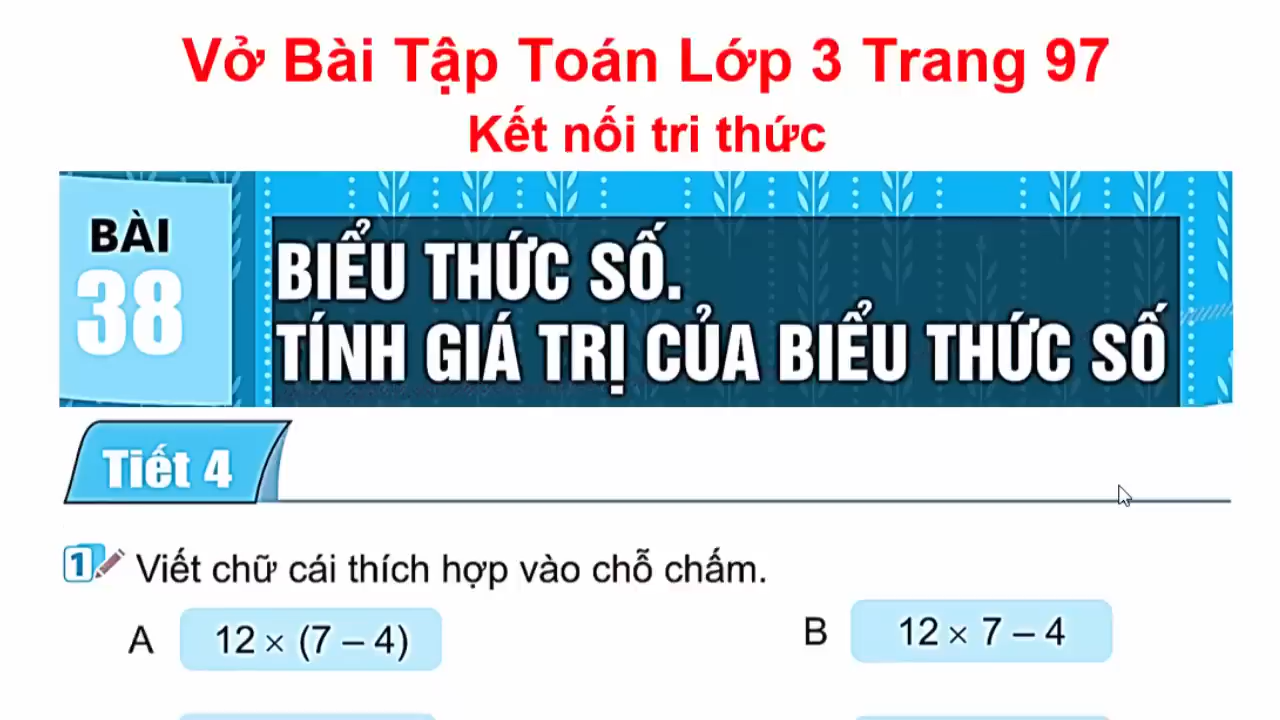 Vở Bài Tập Toán Lớp 3 Trang 97
Kết nối tri thức
BÀI
38
BIỂU THỨC SỐ.
TÍNH GIÁ TRỊ CỦA BIỂU THỨC SỐ
Tiết 4
1 Viết chữ cái thích hợp vào chỗ chấm.
A 12 × (7 – 4)
B 12 × 7 – 4